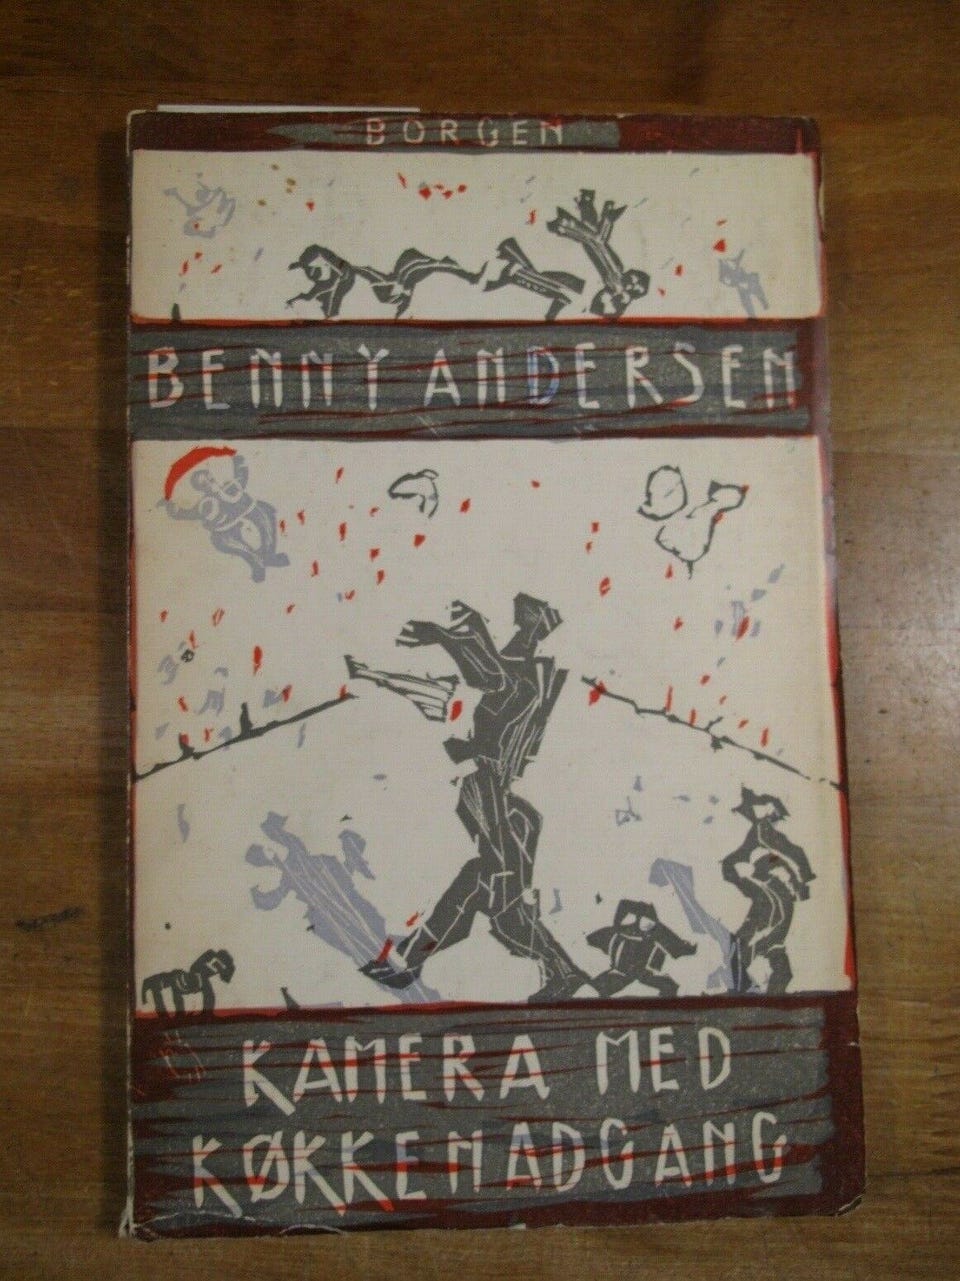 BORGEN
BENNY ANDERSEN
KAMERA MED
KØKKENADGANG